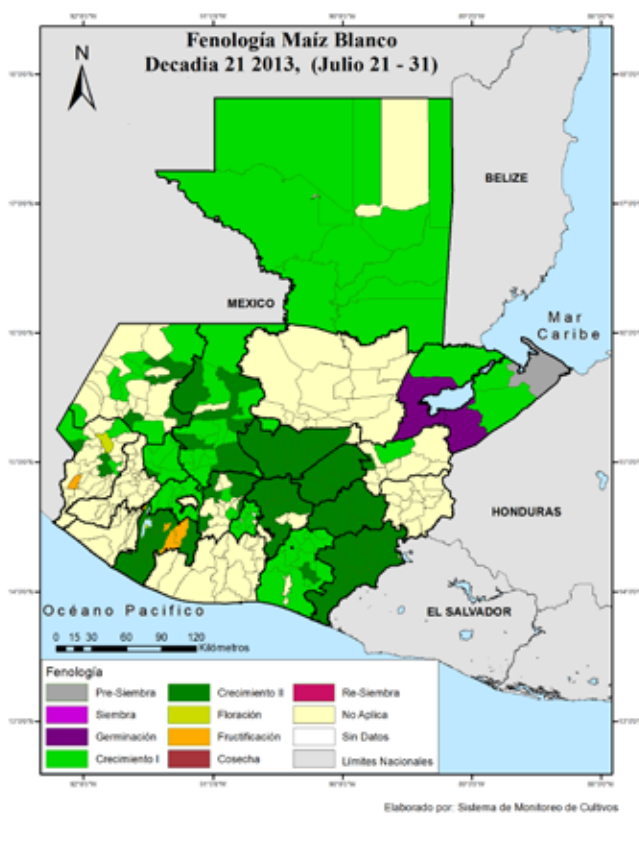 Fenología Maíz Blanco
Decadia 21 2013, (Julio 21 - 31)
N
BELIZE
MEXICO
Mar
Caribe
HONDURAS
EL SALVADOR
Océano Pacifico
0 15 30 60 90 120
Kilómetros
Fenología
Pre-Siembra
Crecimiento II
Re-Siembra
Siembra
Floración
No Aplica
Germinación
Fructificación
Sin Datos
Crecimiento I
Cosecha
Límites Nacionales
Elaborado por: Sistema de Monitoreo de Cultivos